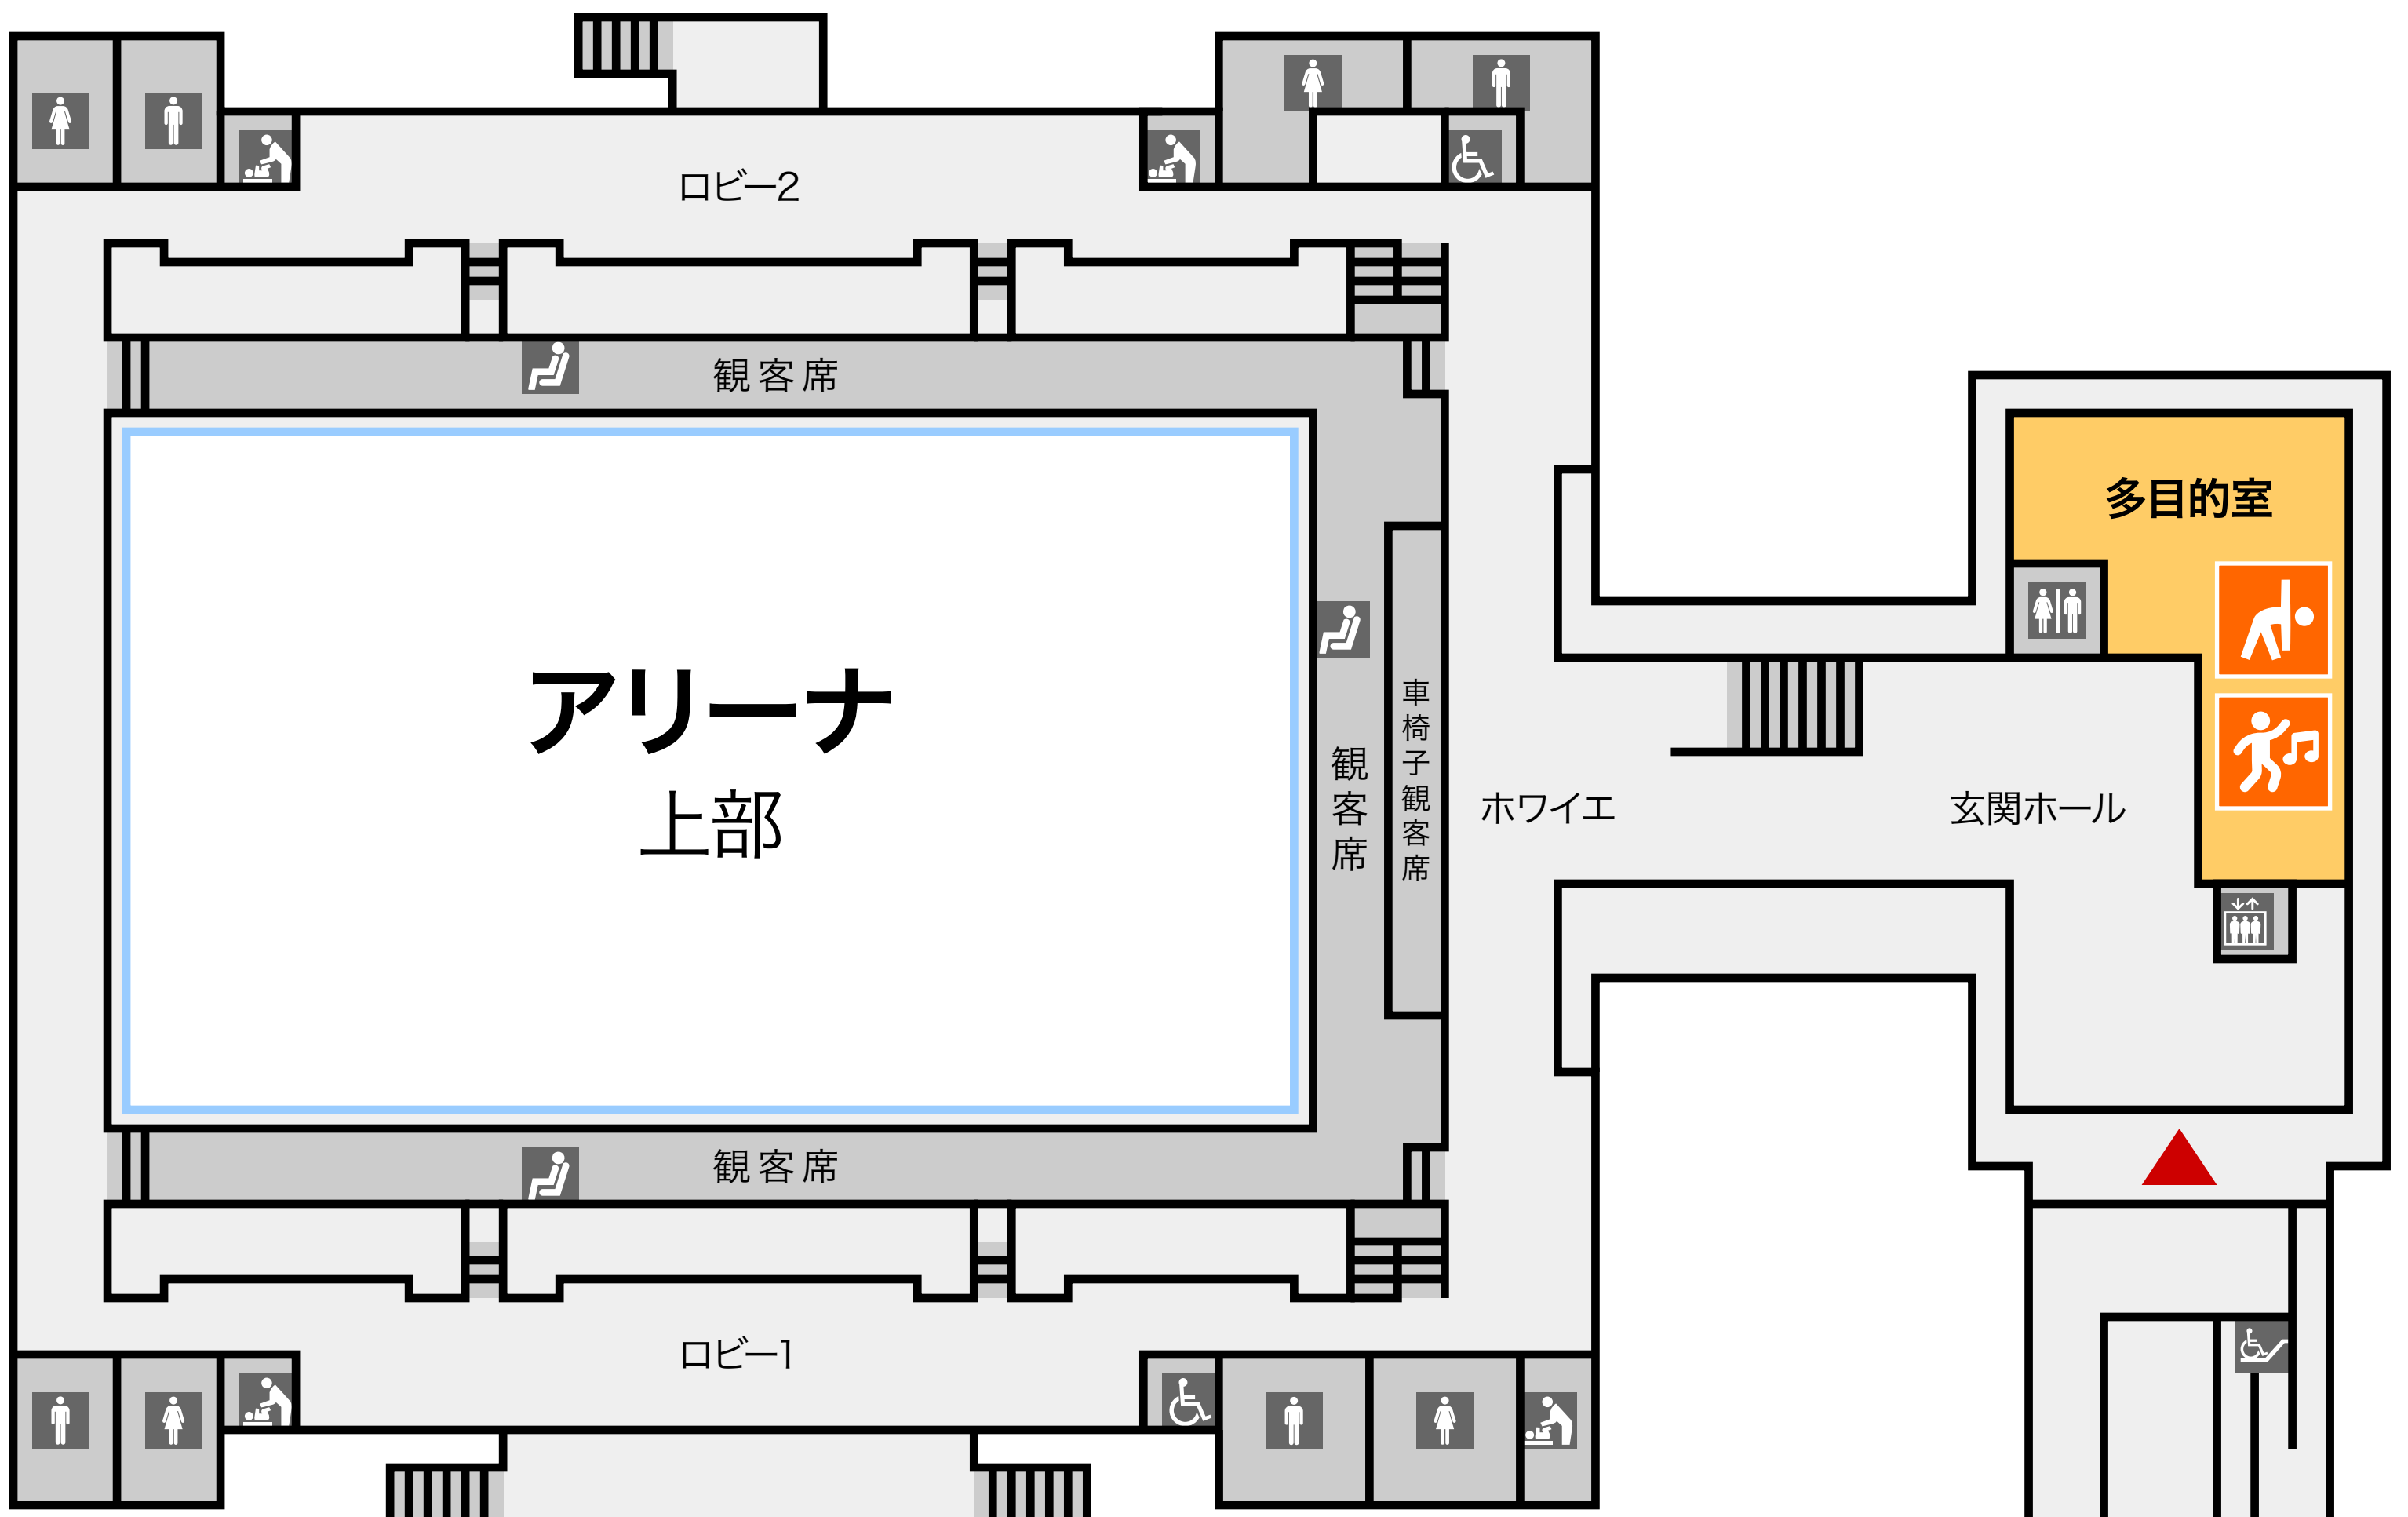 ロビー2
観客席
多目的室
アリーナ
上部
観客席
車椅子観客席
ホワイエ
玄関ホール
観客席
ロビー1